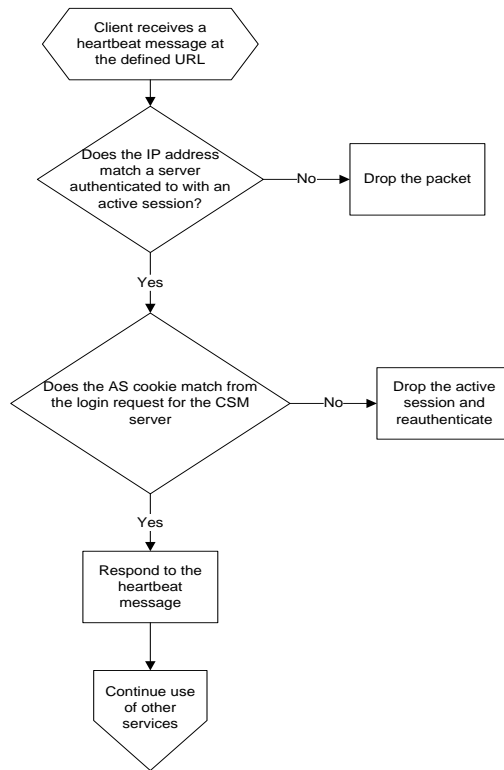 Client receives a
heartbeat message at
the defined URL
Does the IP address
match a server
authenticated to with an
active session?
No
Drop the packet
Yes
Does the AS cookie match from
the login request for the CSM
server
No
Drop the active
session and
reauthenticate
Yes
Respond to the
heartbeat
message
Continue use
of other
services